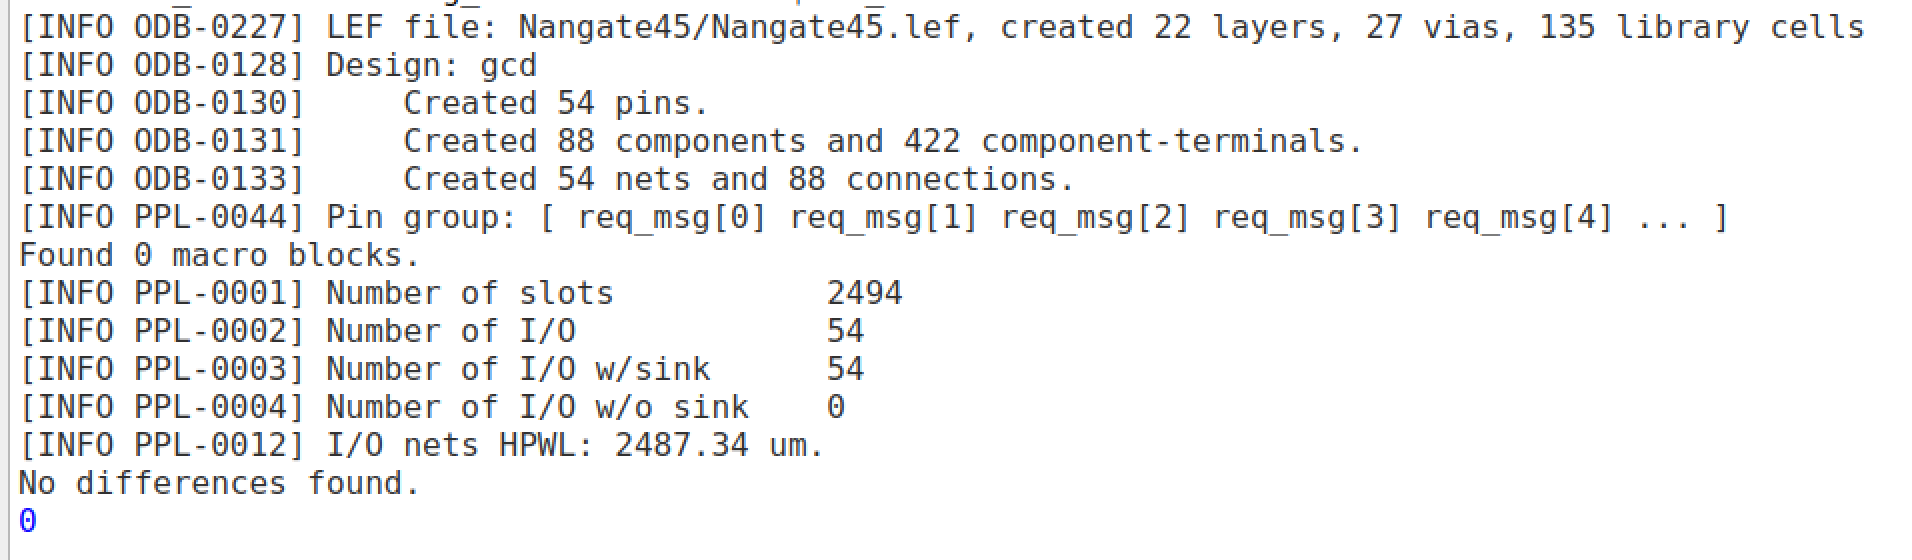 [INFO ODB-0227] LEF file: Nangate45/Nangate45.lef, created 22 layers, 27 vias, 135 library cells
[INFO ODB-0128] Design: gcd
[INFO ODB-0130]     Created 54 pins.
[INFO ODB-0131]     Created 88 components and 422 component-terminals.
[INFO ODB-0133]     Created 54 nets and 88 connections.
[INFO PPL-0044] Pin group: [ req_msg[0] req_msg[1] req_msg[2] req_msg[3] req_msg[4] ... ]
Found 0 macro blocks.
[INFO PPL-0001] Number of slots           2494
[INFO PPL-0002] Number of I/O             54
[INFO PPL-0003] Number of I/O w/sink      54
[INFO PPL-0004] Number of I/O w/o sink    0
[INFO PPL-0012] I/O nets HPWL: 2487.34 um.
No differences found.
0